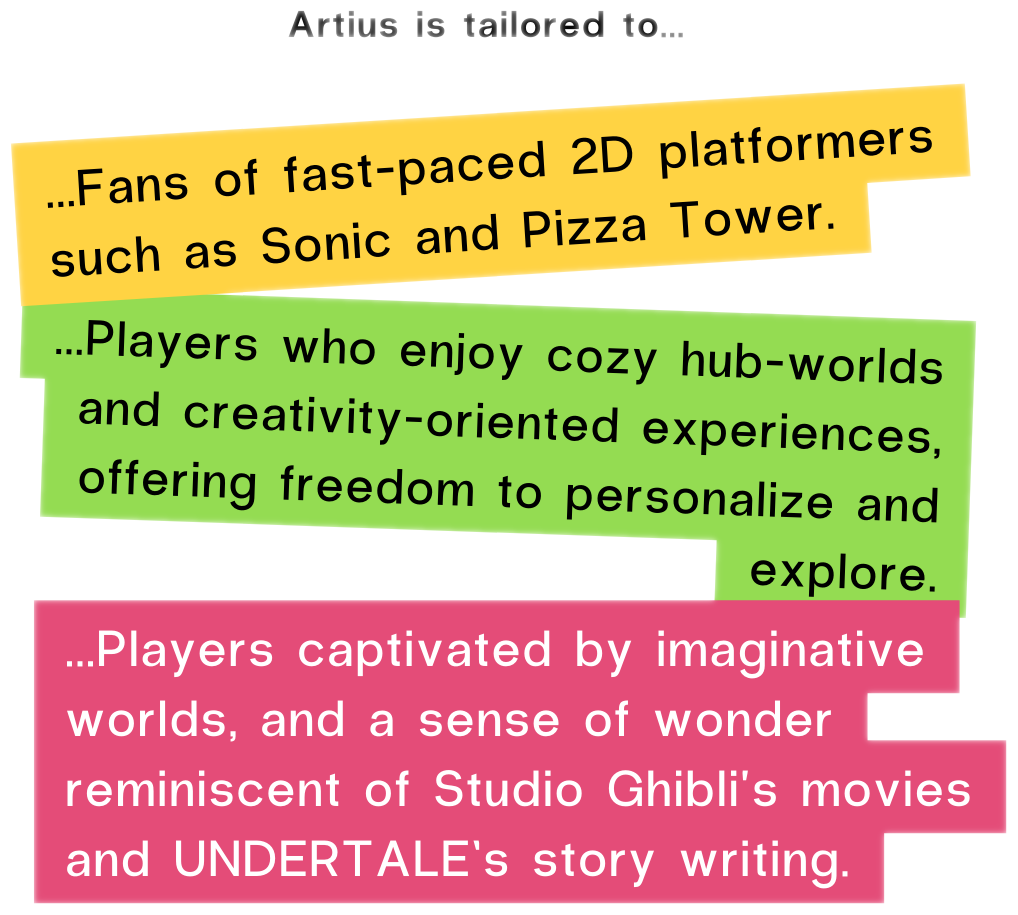 Artius is tailored to...
...Fans of fast-paced 2D platformers
such as Sonic and Pizza Tower.
...Players who enjoy cozy hub-worlds
and creativity-oriented experiences,
offering freedom to personalize and
explore.
...Players captivated by imaginative
worlds, and a sense of wonder
reminiscent of Studio Ghibli's movies
and UNDERTALE's story writing.